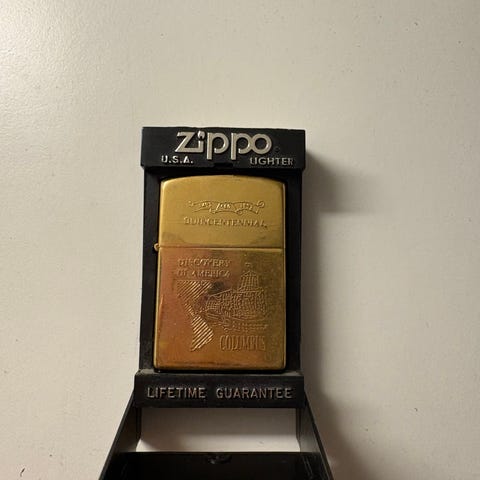 Zippo
U.S.A. LIGHTER
QUINCENTENNIAL
DISCOVERY
OF AMERICA
COLUMBUS
LIFETIME GUARANTEE